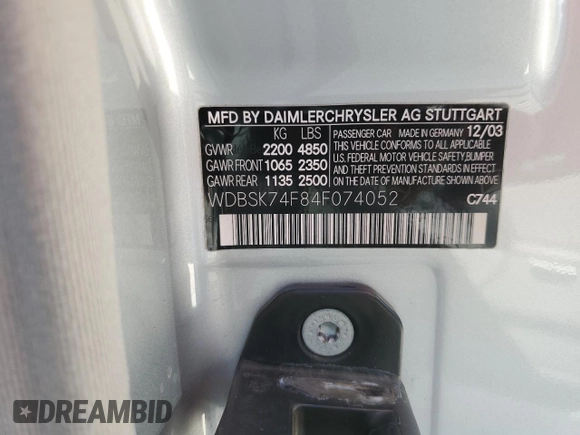 MFD BY DAIMLERCHRYSLER AG STUTTGART
KG LBS
GVWR 2200 4850
GAWR FRONT 1065 2350
GAWR REAR 1135 2500
PASSENGER CAR MADE IN GERMANY 12/03
THIS VEHICLE CONFORMS TO ALL APPLICABLE
U.S. FEDERAL MOTOR VEHICLE SAFETY,BUMPER
AND THEFT PREVENTION STANDARDS IN EFFECT
ON THE DATE OF MANUFACTURE SHOWN ABOVE.
WDBSK74F84F074052 C744
DREAMBID